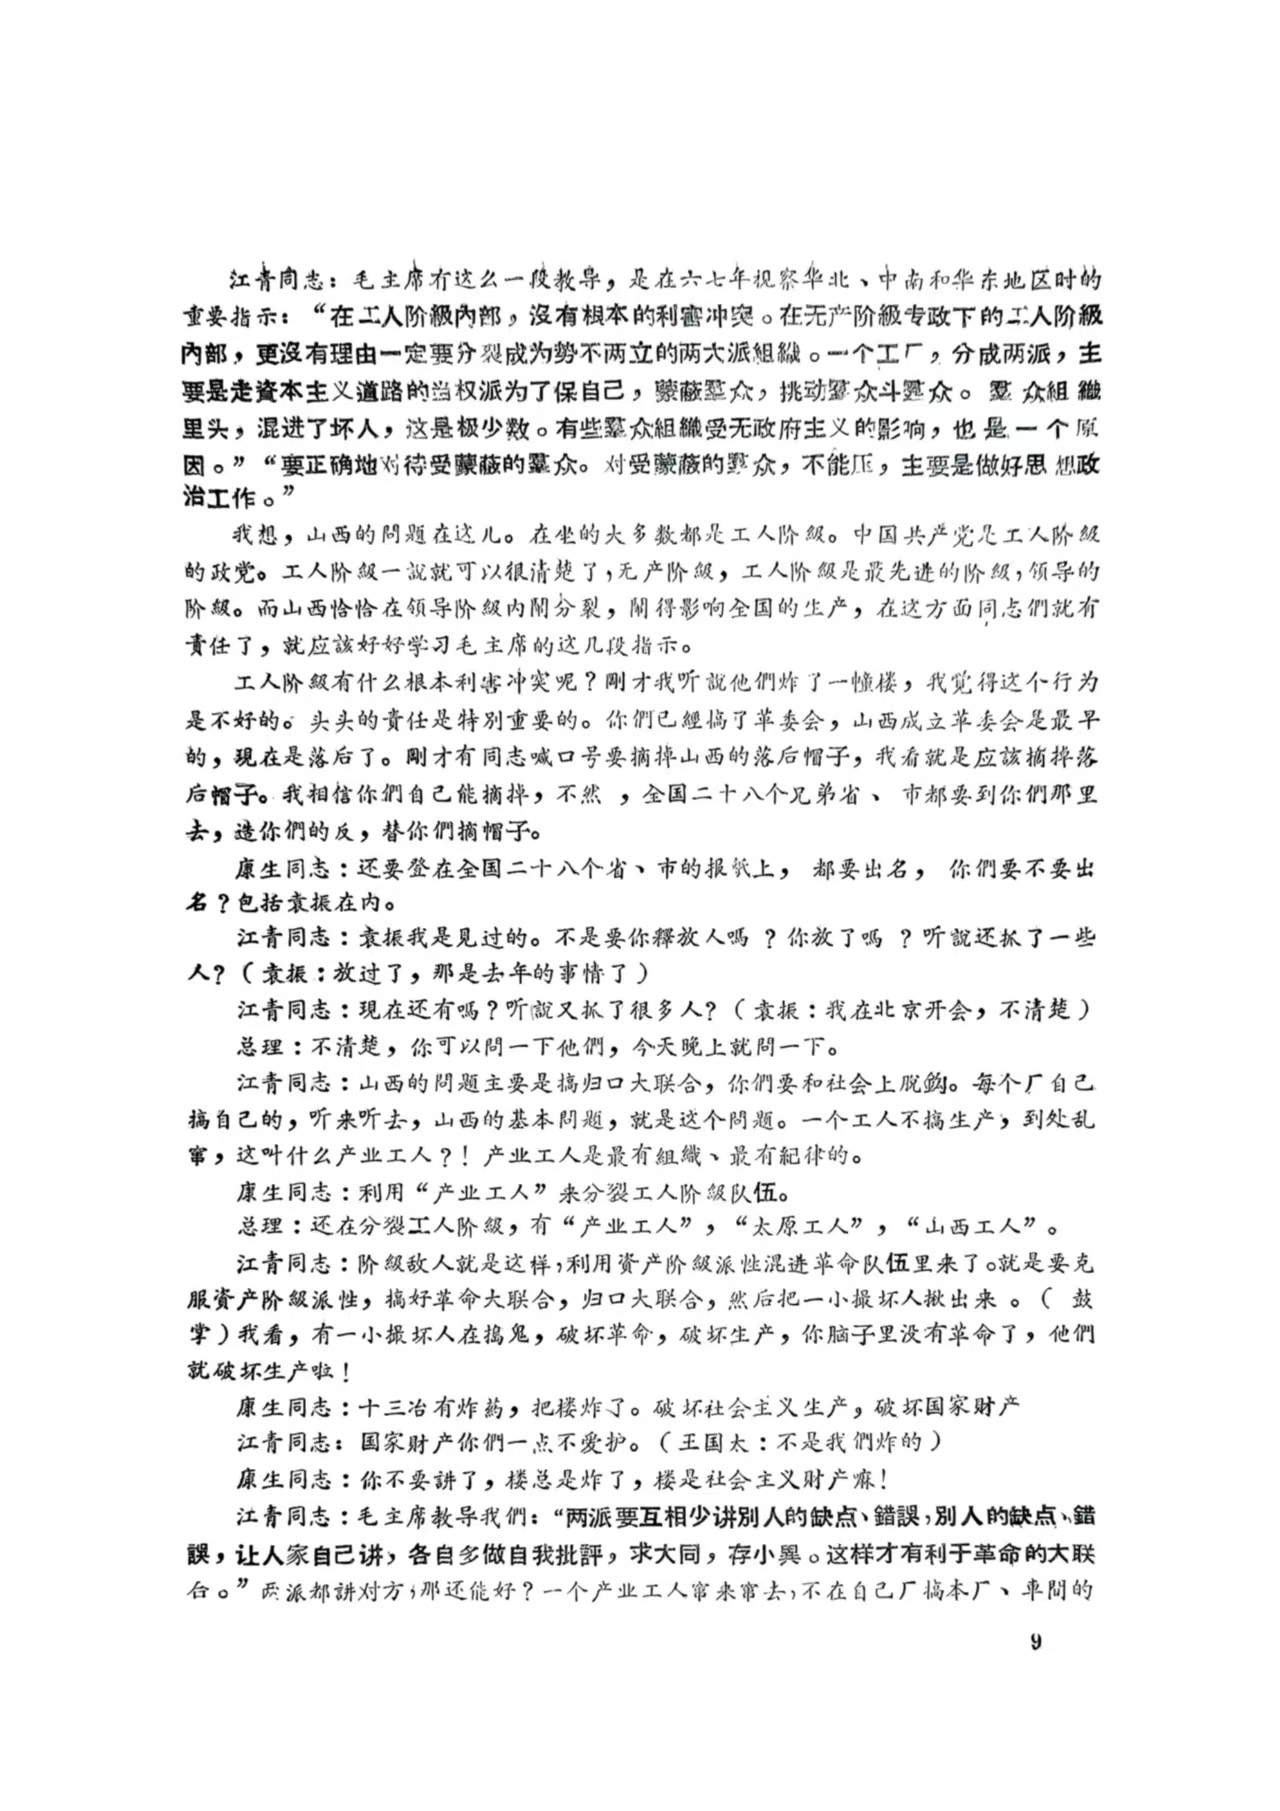 江青同志：毛主席有这么一段教导，是在六七年视察华北、中南和华东地区时的
重要指示：“在工人阶級內部，沒有根本的利害冲突。在无产阶級专政下的工人阶級
內部，更沒有理由一定要分裂成为势不两立的两大派組織。一个工厂，分成两派，主
要是走資本主义道路的当权派为了保自己，蒙蔽羣众，挑动羣众斗羣众。羣众組織
里头，混进了坏人，这是极少数。有些羣众組織受无政府主义的影响，也是一个原
因。”“要正确地对待受蒙蔽的羣众。对受蒙蔽的羣众，不能压，主要是做好思想政
治工作。”
我想，山西的問題在这儿。在坐的大多数都是工人阶級。中国共产党是工人阶級
的政党。工人阶級一說就可以很清楚了，无产阶級，工人阶級是最先进的阶級，领导的
阶級。而山西恰恰在领导阶級內鬧分裂，鬧得影响全国的生产，在这方面同志們就有
責任了，就应該好好学习毛主席的这几段指示。
工人阶級有什么根本利害冲突呢？剛才我听說他們炸了一幢楼，我觉得这个行为
是不好的。头头的責任是特別重要的。你們已經搞了革委会，山西成立革委会是最早
的，現在是落后了。剛才有同志喊口号要摘掉山西的落后帽子，我看就是应該摘掉落
后帽子。我相信你們自己能摘掉，不然，全国二十八个兄弟省、市都要到你們那里
去，造你們的反，替你們摘帽子。
康生同志：还要登在全国二十八个省、市的报紙上，都要出名，你們要不要出
名？包括袁振在内。
江青同志：袁振我是見过的。不是要你釋放人嗎？你放了嗎？听說还抓了一些
人？（袁振：放过了，那是去年的事情了）
江青同志：現在还有嗎？听說又抓了很多人？（袁振：我在北京开会，不清楚）
总理：不清楚，你可以問一下他們，今天晚上就問一下。
江青同志：山西的問題主要是搞归口大联合，你們要和社会上脱鈎。每个厂自己
搞自己的，听来听去，山西的基本問題，就是这个問題。一个工人不搞生产，到处乱
窜，这叫什么产业工人？！产业工人是最有組織、最有紀律的。
康生同志：利用“产业工人”来分裂工人阶級队伍。
总理：还在分裂工人阶級，有“产业工人”，“太原工人”，“山西工人”。
江青同志：阶級敌人就是这样，利用資产阶級派性混进革命队伍里来了。就是要克
服資产阶級派性，搞好革命大联合，归口大联合，然后把一小撮坏人揪出来。（鼓
掌）我看，有一小撮坏人在搗鬼，破坏革命，破坏生产，你脑子里没有革命了，他們
就破坏生产啦！
康生同志：十三冶有炸药，把楼炸了。破坏社会主义生产，破坏国家財产
江青同志：国家財产你們一点不爱护。（王国太：不是我們炸的）
康生同志：你不要講了，楼总是炸了，楼是社会主义財产嘛！
江青同志：毛主席教导我們：“两派要互相少讲別人的缺点、錯誤，別人的缺点、錯
誤，让人家自己讲，各自多做自我批評，求大同，存小異。这样才有利于革命的大联
合。”两派都講对方，那还能好？一个产业工人窜来窜去，不在自己厂搞本厂、車間的
9